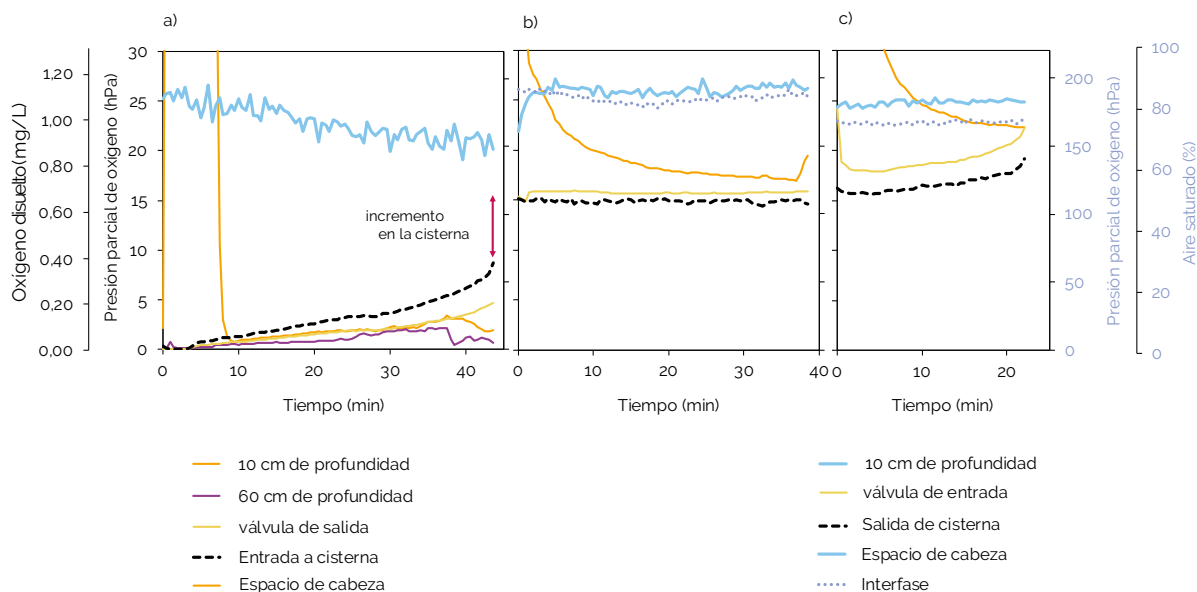 a)
b)
c)
Oxígeno disuelto (mg/L)
1,20
1,00
0,80
0,60
0,40
0,20
0,00
Presión parcial de oxígeno (hPa)
30
25
20
15
10
5
0
incremento
en la cisterna
0 10 20 30 40
Tiempo (min)
0 10 20 30 40
Tiempo (min)
0 10 20
Tiempo (min)
200
150
100
50
0
Presión parcial de oxígeno (hPa)
100
80
60
40
20
0
Aire saturado (%)
10 cm de profundidad
60 cm de profundidad
válvula de salida
Entrada a cisterna
Espacio de cabeza
10 cm de profundidad
válvula de entrada
Salida de cisterna
Espacio de cabeza
Interfase